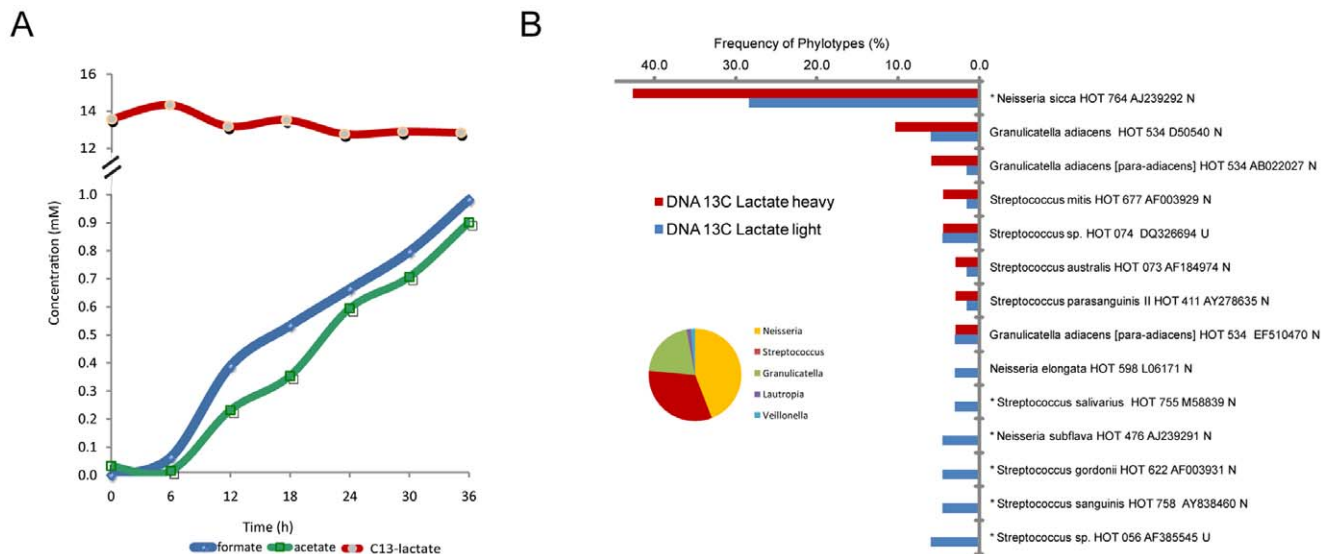 A
16
14
12
1.0
0.9
0.8
0.7
0.6
0.5
0.4
0.3
0.2
0.1
0.0
Concentration (mM)
0 6 12 18 24 30 36
Time (h)
formate acetate C13-lactate
B
Frequency of Phylotypes (%)
40.0 30.0 20.0 10.0 0.0
* Neisseria sicca HOT 764 AJ239292 N
Granulicatella adiacens HOT 534 D50540 N
Granulicatella adiacens [para-adiacens] HOT 534 AB022027 N
Streptococcus mitis HOT 677 AF003929 N
Streptococcus sp. HOT 074 DQ326694 U
Streptococcus australis HOT 073 AF184974 N
Streptococcus parasanguinis II HOT 411 AY278635 N
Granulicatella adiacens [para-adiacens] HOT 534 EF510470 N
Neisseria elongata HOT 598 L06171 N
* Streptococcus salivarius HOT 755 M58839 N
* Neisseria subflava HOT 476 AJ239291 N
* Streptococcus gordonii HOT 622 AF003931 N
* Streptococcus sanguinis HOT 758 AY838460 N
* Streptococcus sp. HOT 056 AF385545 U
DNA 13C Lactate heavy
DNA 13C Lactate light
Neisseria
Streptococcus
Granulicatella
Lautropia
Veillonella